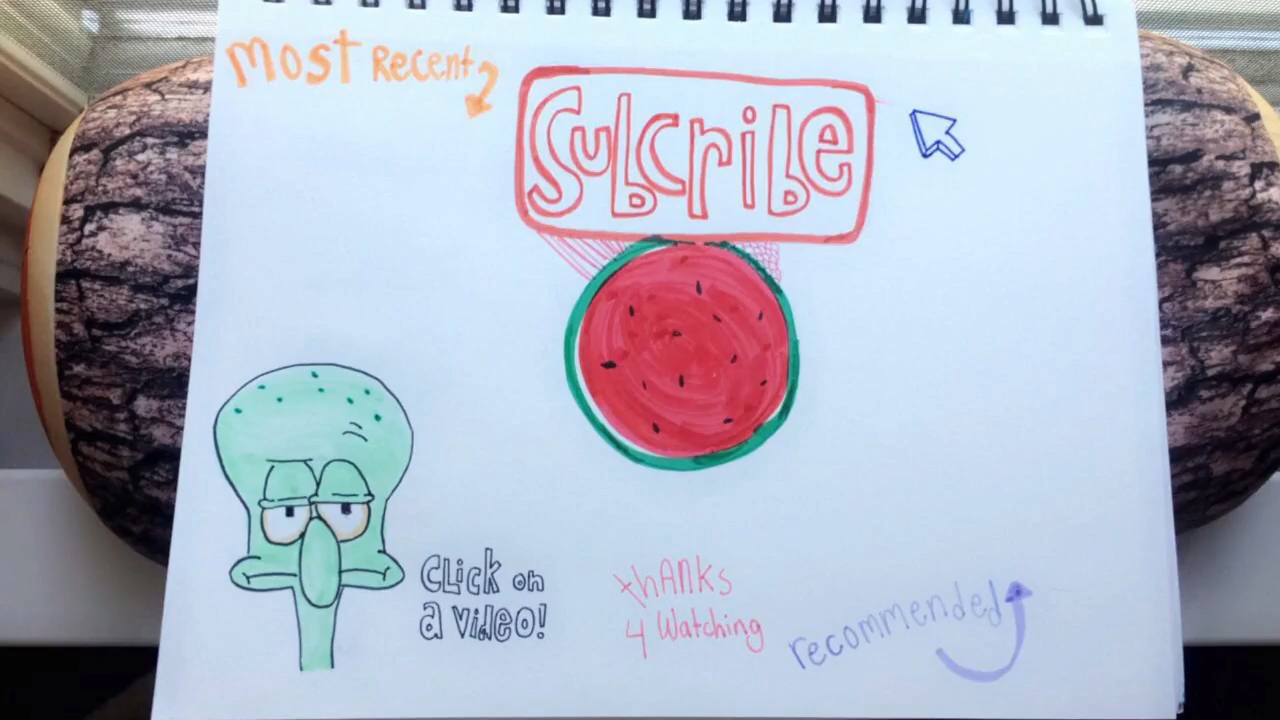 Most Recent
Subcribe
Click on
a video!
thanks
4 Watching
recommended